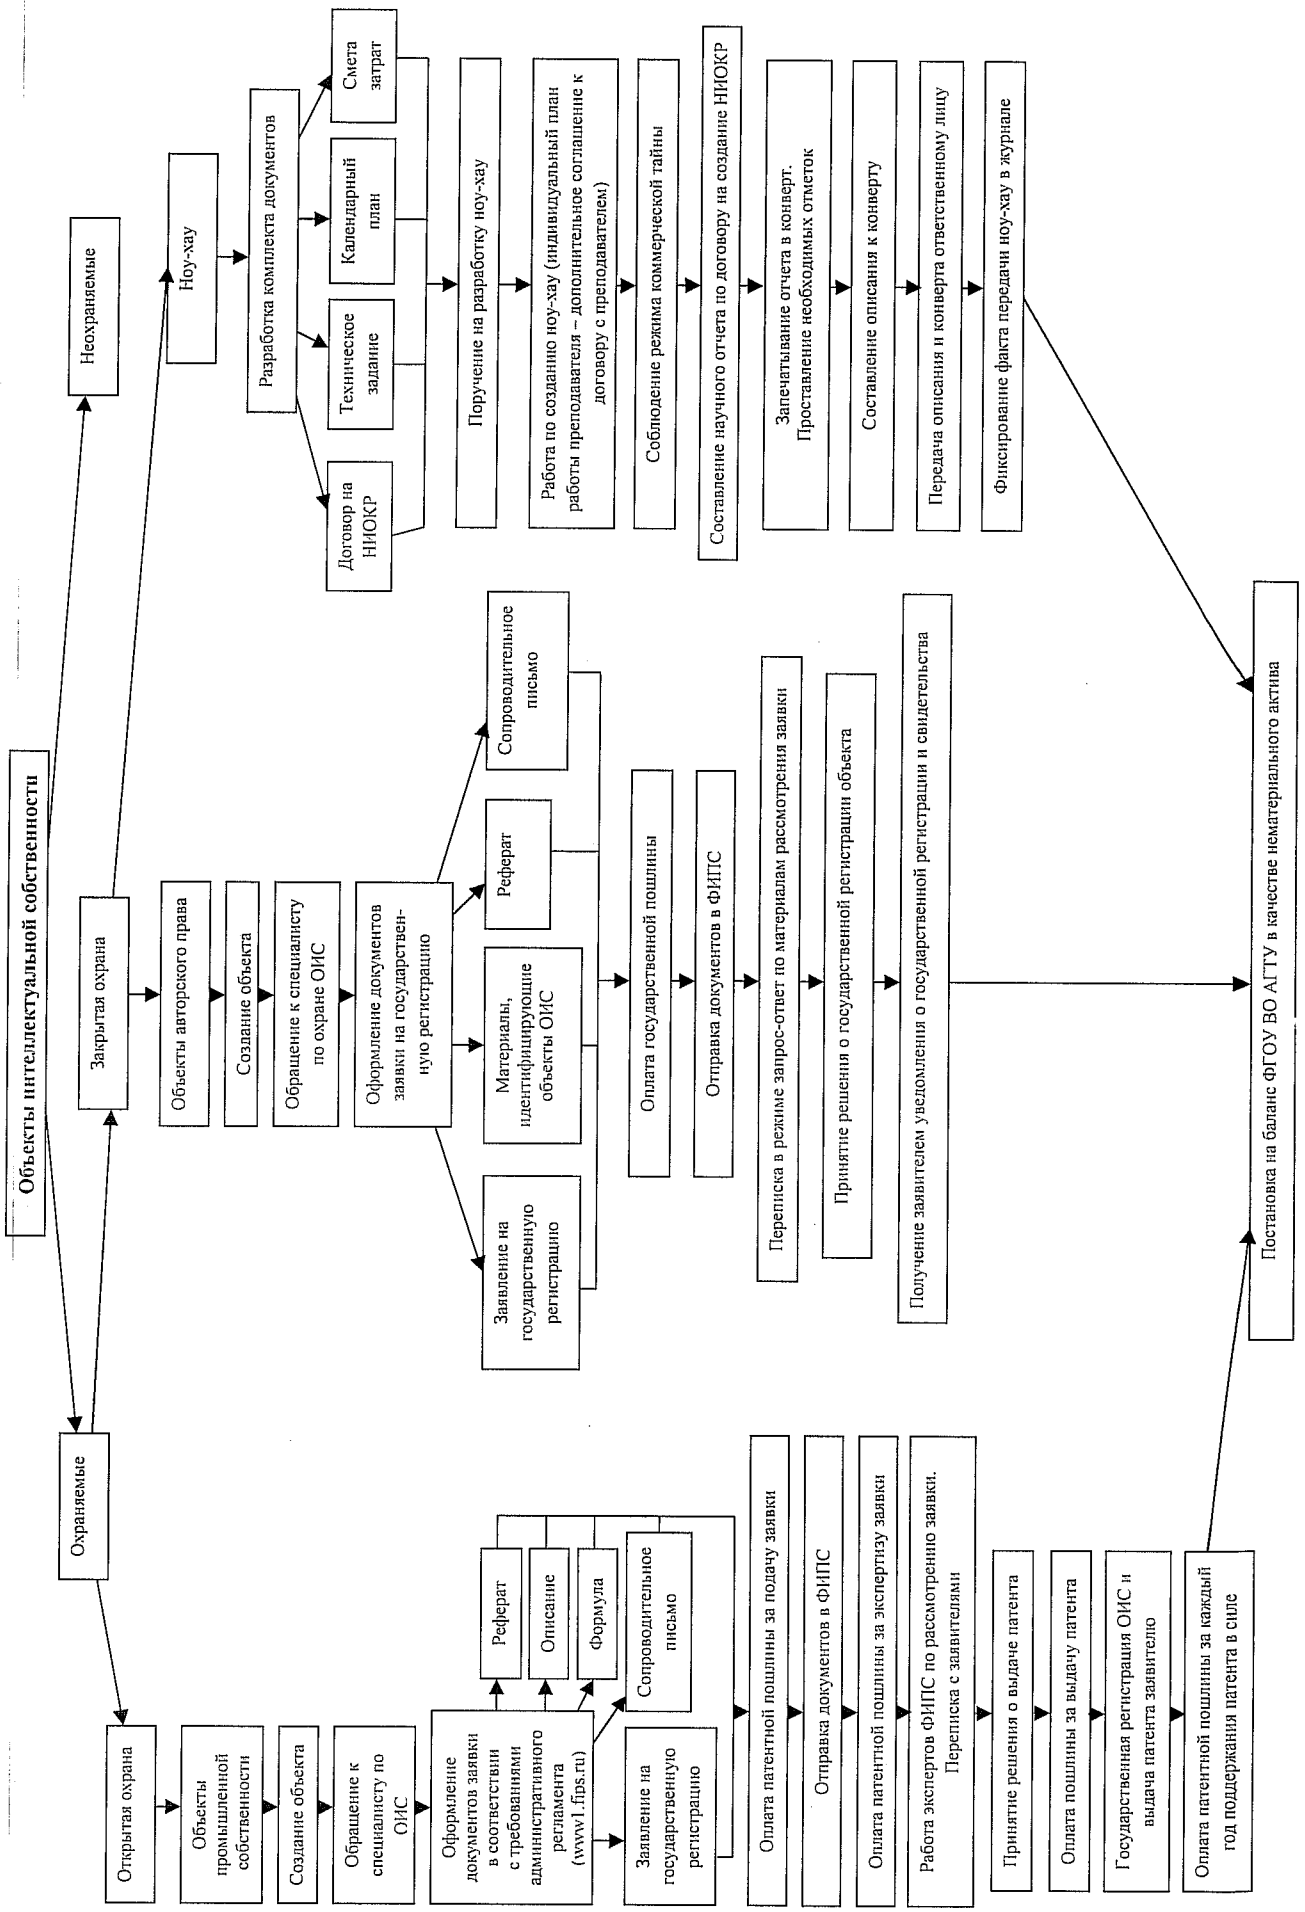 Объекты интеллектуальной собственности
Охраняемые
Неохраняемые
Открытая охрана
Закрытая охрана
Объекты
промышленной
собственности
Создание объекта
Обращение к
специалисту по
ОИС
Оформление
документов заявки
в соответствии
с требованиями
административного
регламента
(www1.fips.ru)
Реферат
Описание
Формула
Сопроводительное
письмо
Заявление на
государственную
регистрацию
Оплата патентной пошлины за подачу заявки
Отправка документов в ФИПС
Оплата патентной пошлины за экспертизу заявки
Работа экспертов ФИПС по рассмотрению заявки.
Переписка с заявителями
Принятие решения о выдаче патента
Оплата пошлины за выдачу патента
Государственная регистрация ОИС и
выдача патента заявителю
Оплата патентной пошлины за каждый
год поддержания патента в силе
Объекты авторского права
Создание объекта
Обращение к специалисту
по охране ОИС
Оформление документов
заявки на государствен-
ную регистрацию
Заявление на
государственную
регистрацию
Материалы,
идентифицирующие
объекты ОИС
Реферат
Сопроводительное
письмо
Оплата государственной пошлины
Отправка документов в ФИПС
Переписка в режиме запрос-ответ по материалам рассмотрения заявки
Принятие решения о государственной регистрации объекта
Получение заявителем уведомления о государственной регистрации и свидетельства
Ноу-хау
Разработка комплекта документов
Договор на
НИОКР
Техническое
задание
Календарный
план
Смета
затрат
Поручение на разработку ноу-хау
Работа по созданию ноу-хау (индивидуальный план
работы преподавателя – дополнительное соглашение к
договору с преподавателем)
Соблюдение режима коммерческой тайны
Составление научного отчета по договору на создание НИОКР
Запечатывание отчета в конверт.
Проставление необходимых отметок
Составление описания к конверту
Передача описания и конверта ответственному лицу
Фиксирование факта передачи ноу-хау в журнале
Постановка на баланс ФГОУ ВО АГТУ в качестве нематериального актива